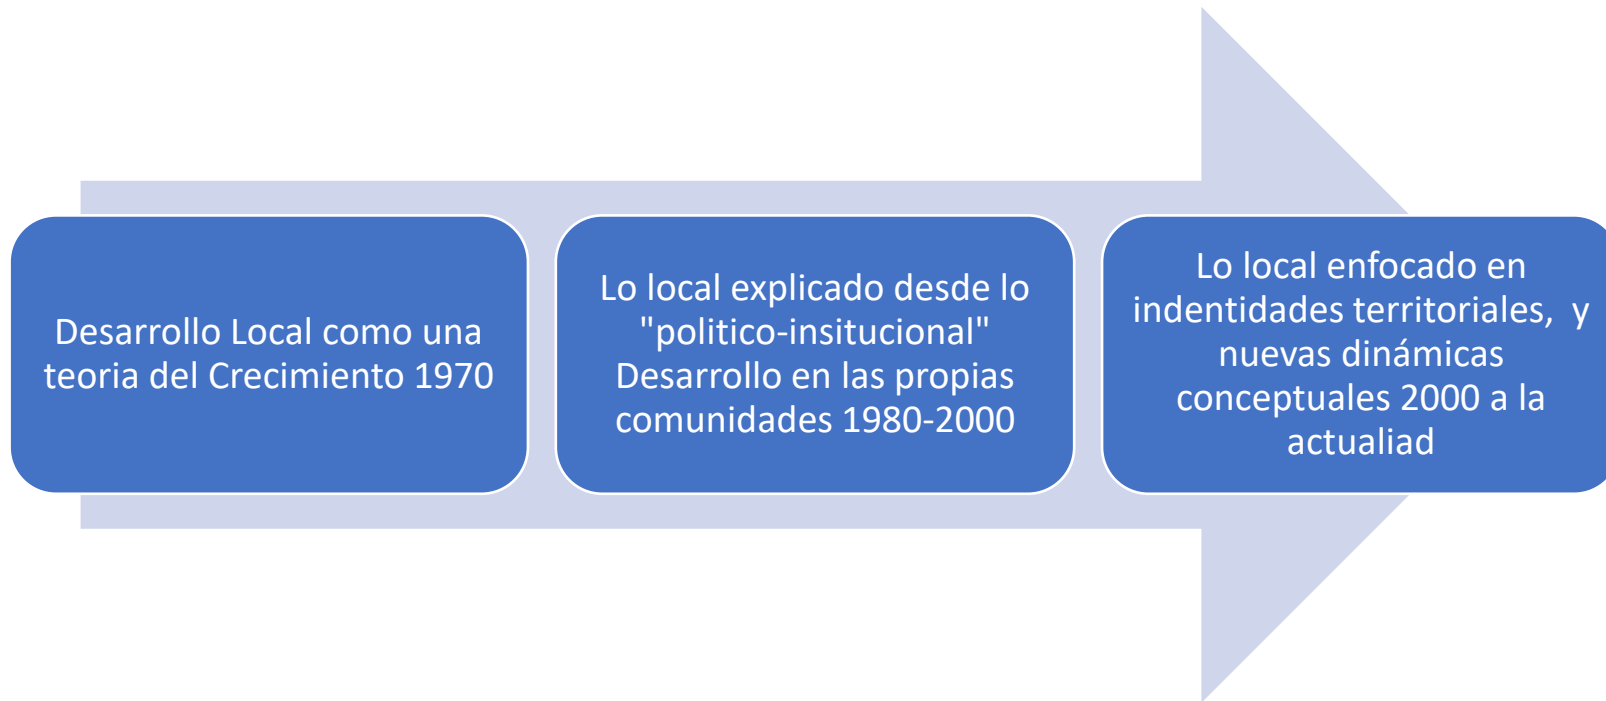 Desarrollo Local como una
teoria del Crecimiento 1970
Lo local explicado desde lo
"politico-insitucional"
Desarrollo en las propias
comunidades 1980-2000
Lo local enfocado en
indentidades territoriales,  y
nuevas dinámicas
conceptuales 2000 a la
actualiad